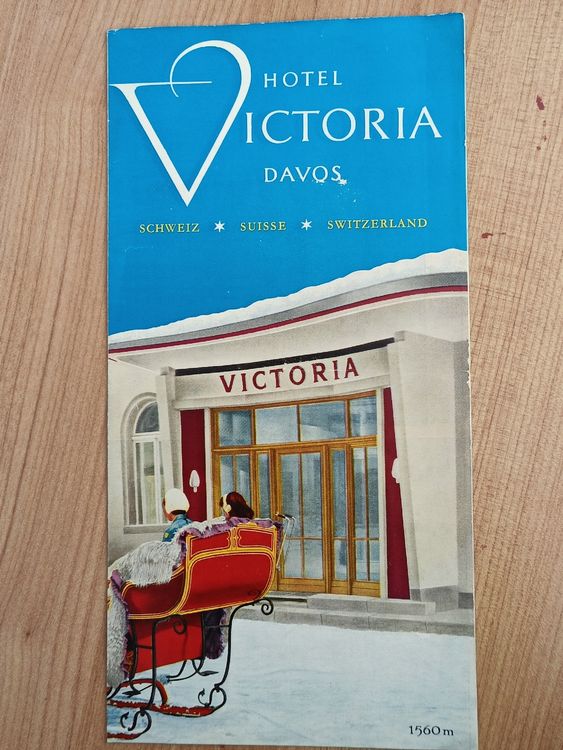 HOTEL
VICTORIA
DAVOS
SCHWEIZ * SUISSE * SWITZERLAND
VICTORIA
1560 m